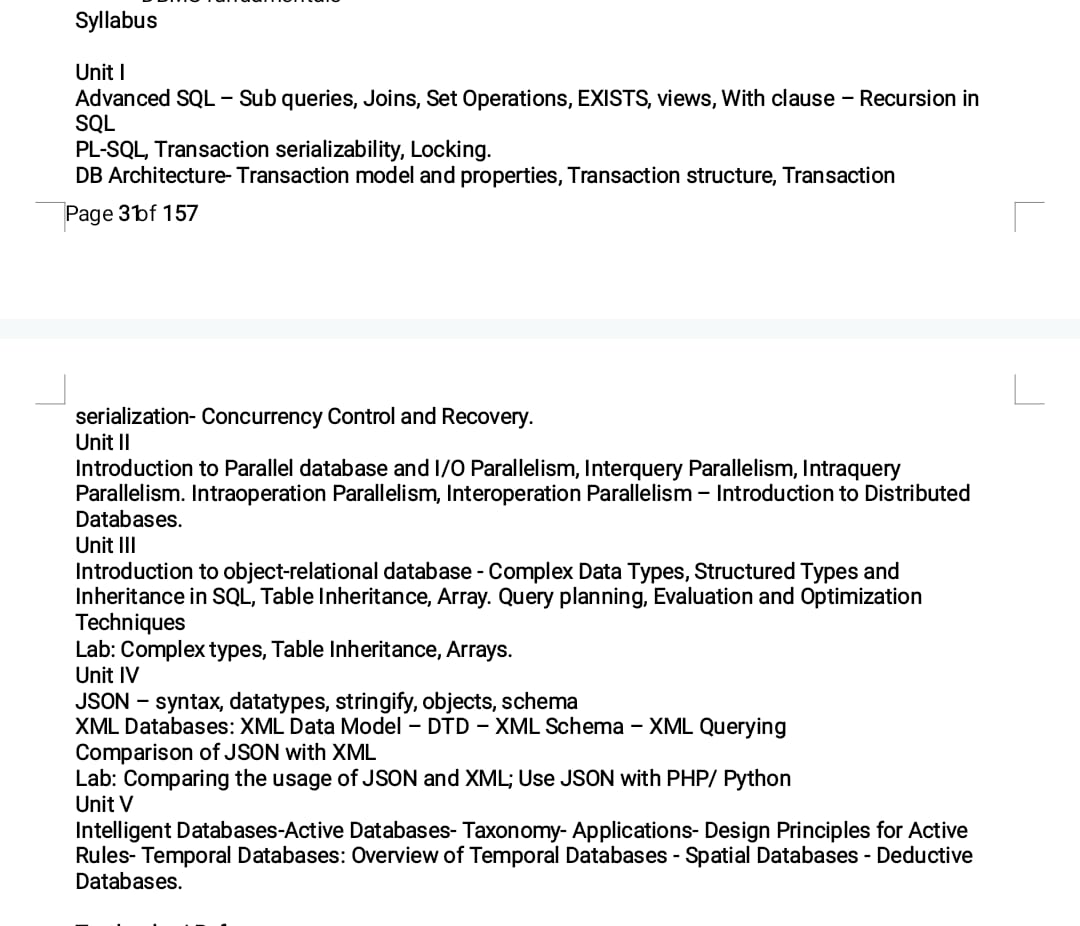 Syllabus
Unit I
Advanced SQL – Sub queries, Joins, Set Operations, EXISTS, views, With clause – Recursion in
SQL
PL-SQL, Transaction serializability, Locking.
DB Architecture- Transaction model and properties, Transaction structure, Transaction
Page 31of 157
serialization- Concurrency Control and Recovery.
Unit II
Introduction to Parallel database and I/O Parallelism, Interquery Parallelism, Intraquery
Parallelism. Intraoperation Parallelism, Interoperation Parallelism – Introduction to Distributed
Databases.
Unit III
Introduction to object-relational database - Complex Data Types, Structured Types and
Inheritance in SQL, Table Inheritance, Array. Query planning, Evaluation and Optimization
Techniques
Lab: Complex types, Table Inheritance, Arrays.
Unit IV
JSON – syntax, datatypes, stringify, objects, schema
XML Databases: XML Data Model – DTD – XML Schema – XML Querying
Comparison of JSON with XML
Lab: Comparing the usage of JSON and XML; Use JSON with PHP/ Python
Unit V
Intelligent Databases-Active Databases- Taxonomy- Applications- Design Principles for Active
Rules- Temporal Databases: Overview of Temporal Databases - Spatial Databases - Deductive
Databases.